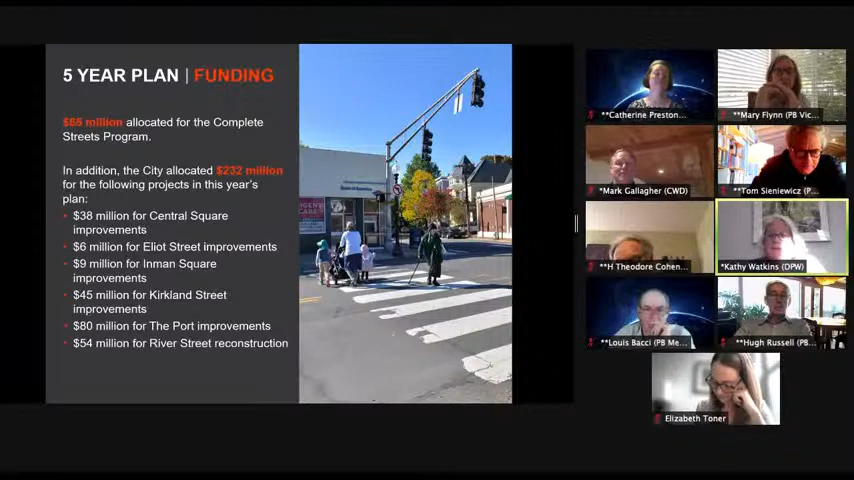 5 YEAR PLAN | FUNDING
$85 million allocated for the Complete
Streets Program.
In addition, the City allocated $232 million
for the following projects in this year's
plan:
• $38 million for Central Square
improvements
• $6 million for Eliot Street improvements
• $9 million for Inman Square
improvements
• $45 million for Kirkland Street
improvements
• $80 million for The Port improvements
• $54 million for River Street reconstruction
**Catherine Preston...
**Mary Flynn (PB Vic...
*Mark Gallagher (CWD)
**Tom Sieniewicz (P...
**H Theodore Cohen...
*Kathy Watkins (DPW)
**Louis Bacci (PB Me...
**Hugh Russell (PB...
Elizabeth Toner